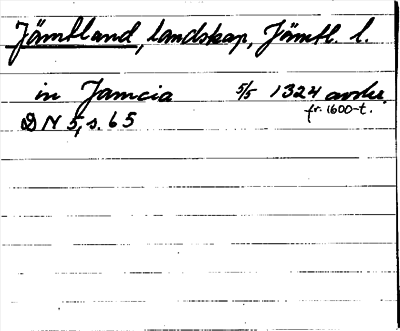 Jämtland, landskap, Jämtl. l.
in Jamcia 5/5 1324 avskr.
fr. 1600-t.
DN 5, s. 65